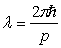 λ = 2πħ / p